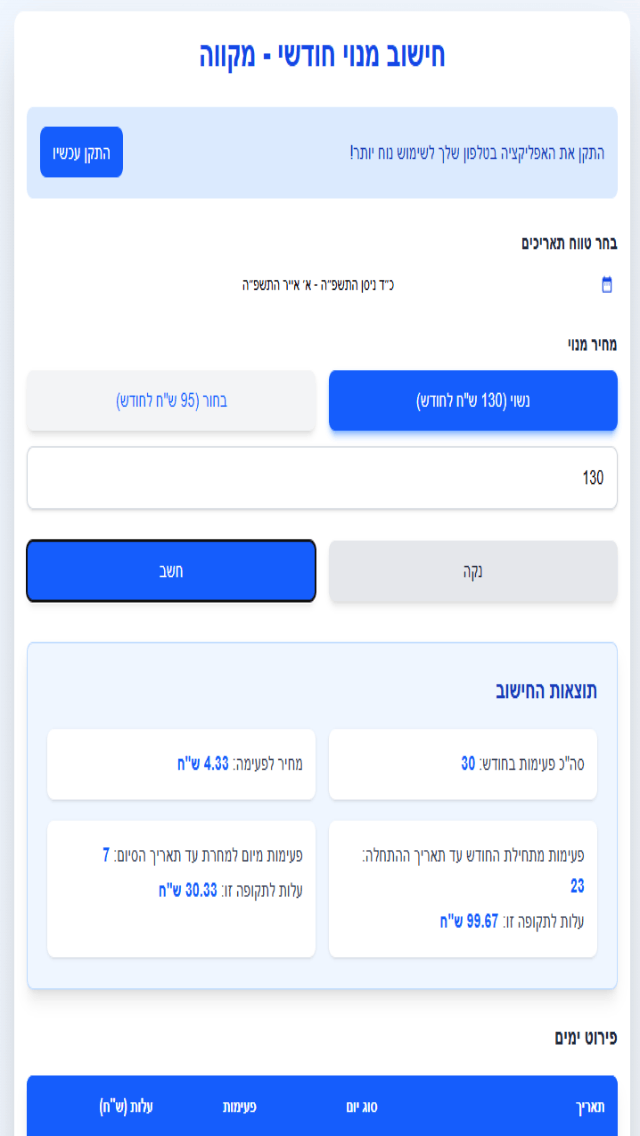 חישוב מנוי חודשי - מקווה
התקן את האפליקציה בטלפון שלך לשימוש נוח יותר!
התקן עכשיו
בחר טווח תאריכים
כ״ד ניסן התשפ״ה - א׳ אייר התשפ״ה
מחיר מנוי
נשוי (130 ש"ח לחודש)
בחור (95 ש"ח לחודש)
130
נקה
חשב
תוצאות החישוב
סה"כ פעימות בחודש: 30
מחיר לפעימה: 4.33 ש"ח
פעימות מתחילת החודש עד תאריך ההתחלה:
23
עלות לתקופה זו: 99.67 ש"ח
פעימות מיום למחרת עד תאריך הסיום: 7
עלות לתקופה זו: 30.33 ש"ח
פירוט ימים
תאריך
סוג יום
פעימות
עלות (ש"ח)